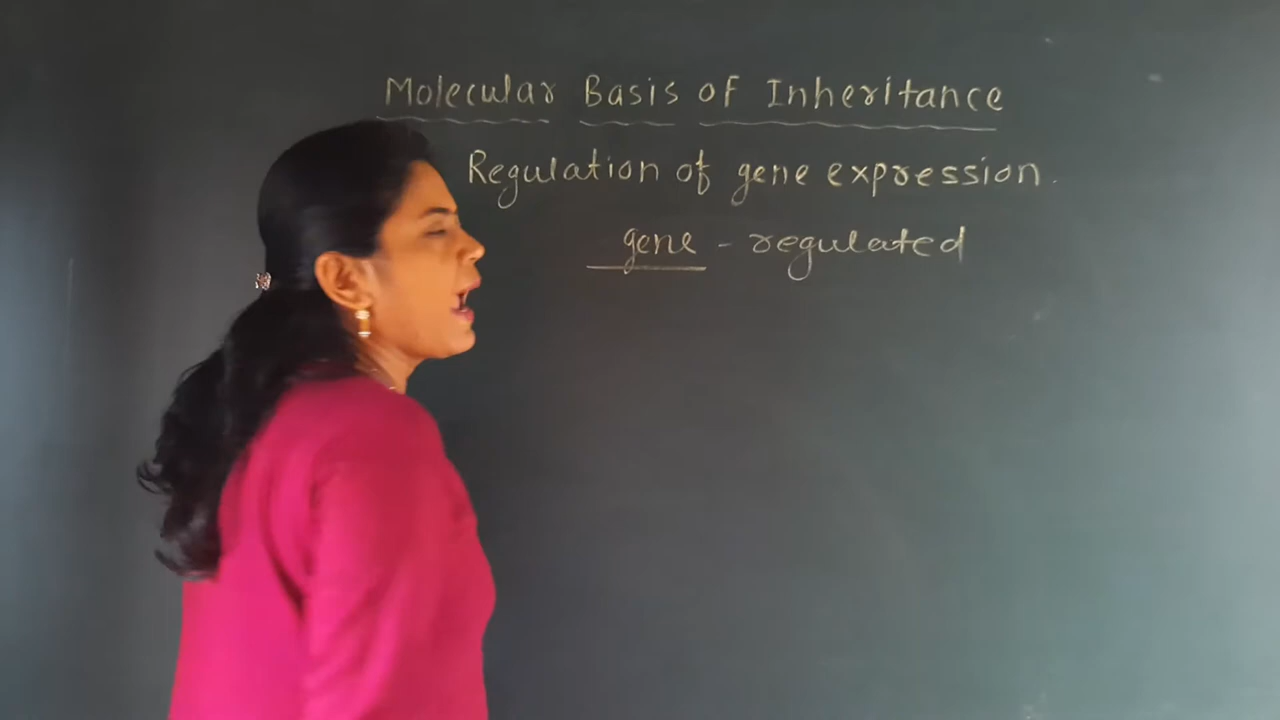 Molecular Basis of Inheritance
Regulation of gene expression.
gene - regulated